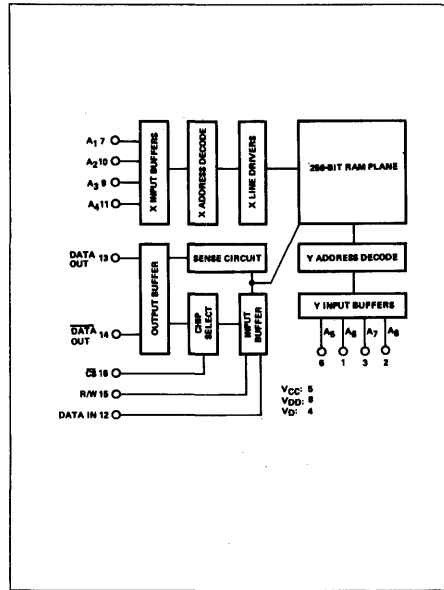 A1 7
A2 10
A3 9
A4 11
X INPUT BUFFERS
X ADDRESS DECODE
X LINE DRIVERS
256-BIT RAM PLANE
DATA OUT 13
DATA OUT 14
OUTPUT BUFFER
SENSE CIRCUIT
CHIP SELECT
INPUT BUFFER
Y ADDRESS DECODE
Y INPUT BUFFERS
A5 A6 A7 A8
6 1 3 2
CS 16
R/W 15
DATA IN 12
VCC: 5
VDD: 8
VD: 4